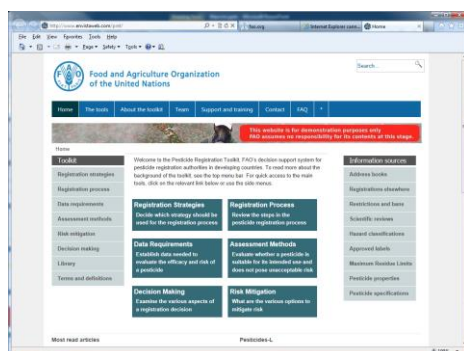 Home
File Edit View Favorites Tools Help
Page Safety Tools
Food and Agriculture Organization
of the United Nations
Search...
Home The tools About the toolkit Team Support and training Contact FAQ
This website is for demonstration purposes only
FAO assumes no responsibility for its contents at this stage.
Home
Toolkit
Registration strategies
Registration process
Data requirements
Assessment methods
Risk mitigation
Decision making
Library
Terms and definitions
Welcome to the Pesticide Registration Toolkit, FAO's decision support system for
pesticide registration authorities in developing countries. To read more about the
background of the toolkit, see the top menu bar. For quick access to the main
tools, click on the relevant link below or use the side menus.
Registration Strategies
Decide which strategy should be
used for the registration process
Registration Process
Review the steps in the
pesticide registration process
Data Requirements
Establish data needed to
evaluate the efficacy and risk of
a pesticide
Assessment Methods
Evaluate whether a pesticide is
suitable for its intended use and
does not pose unacceptable risk
Decision Making
Examine the various aspects of
a registration decision
Risk Mitigation
What are the various options to
mitigate risk
Information sources
Address books
Registrations elsewhere
Restrictions and bans
Scientific reviews
Hazard classifications
Approved labels
Maximum Residue Limits
Pesticide properties
Pesticide specifications
Most read articles
Pesticides-L